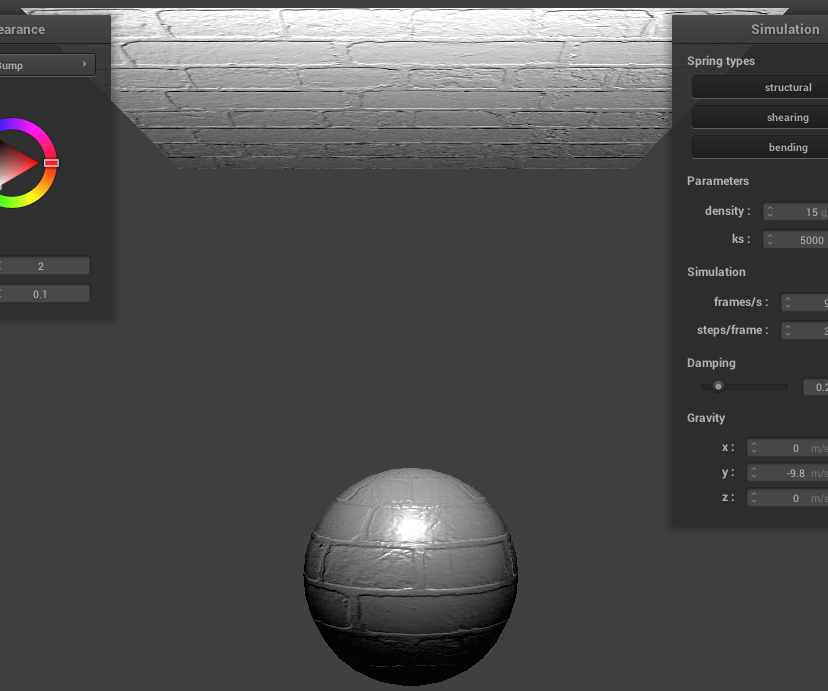 earance
Bump
2
0.1
Simulation
Spring types
structural
shearing
bending
Parameters
density : 15 g
ks : 5000
Simulation
frames/s : 9
steps/frame : 3
Damping
0.2
Gravity
x : 0 m/s
y : -9.8 m/s
z : 0 m/s